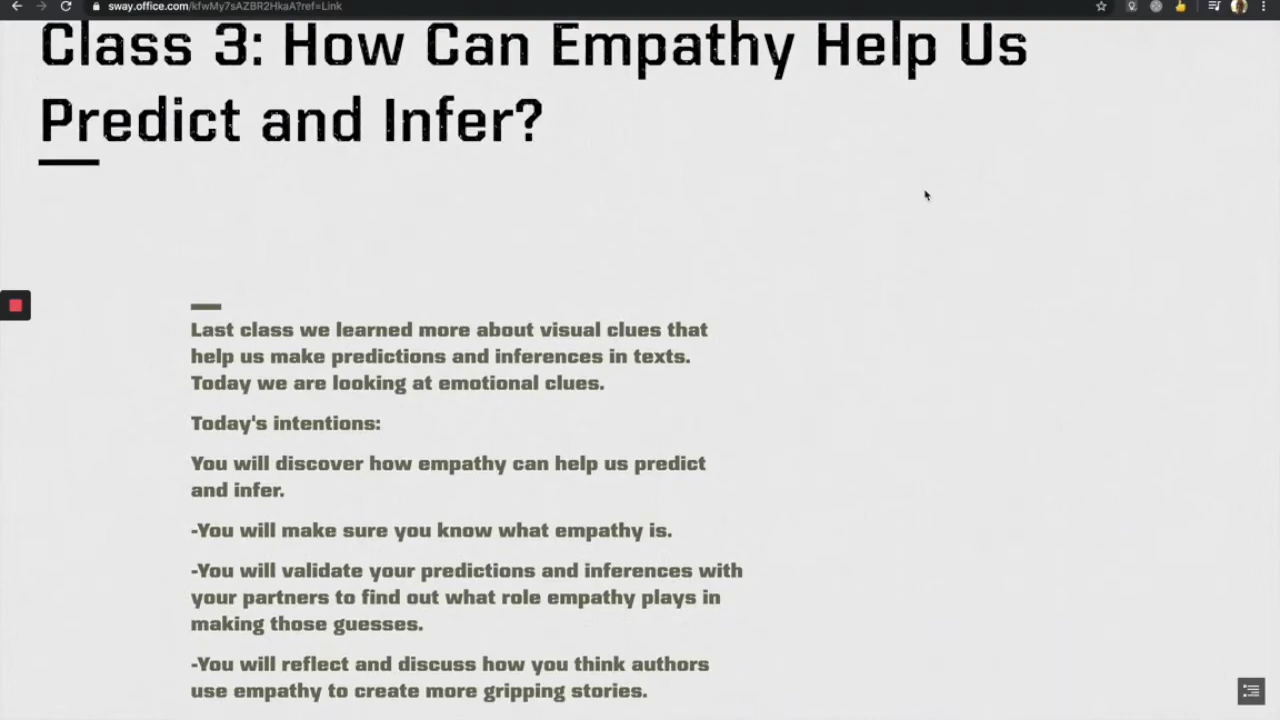 sway.office.com/kfwMy7sAZBR2HkaA?ref=Link
Class 3: How Can Empathy Help Us
Predict and Infer?
Last class we learned more about visual clues that
help us make predictions and inferences in texts.
Today we are looking at emotional clues.
Today's intentions:
You will discover how empathy can help us predict
and infer.
-You will make sure you know what empathy is.
-You will validate your predictions and inferences with
your partners to find out what role empathy plays in
making those guesses.
-You will reflect and discuss how you think authors
use empathy to create more gripping stories.